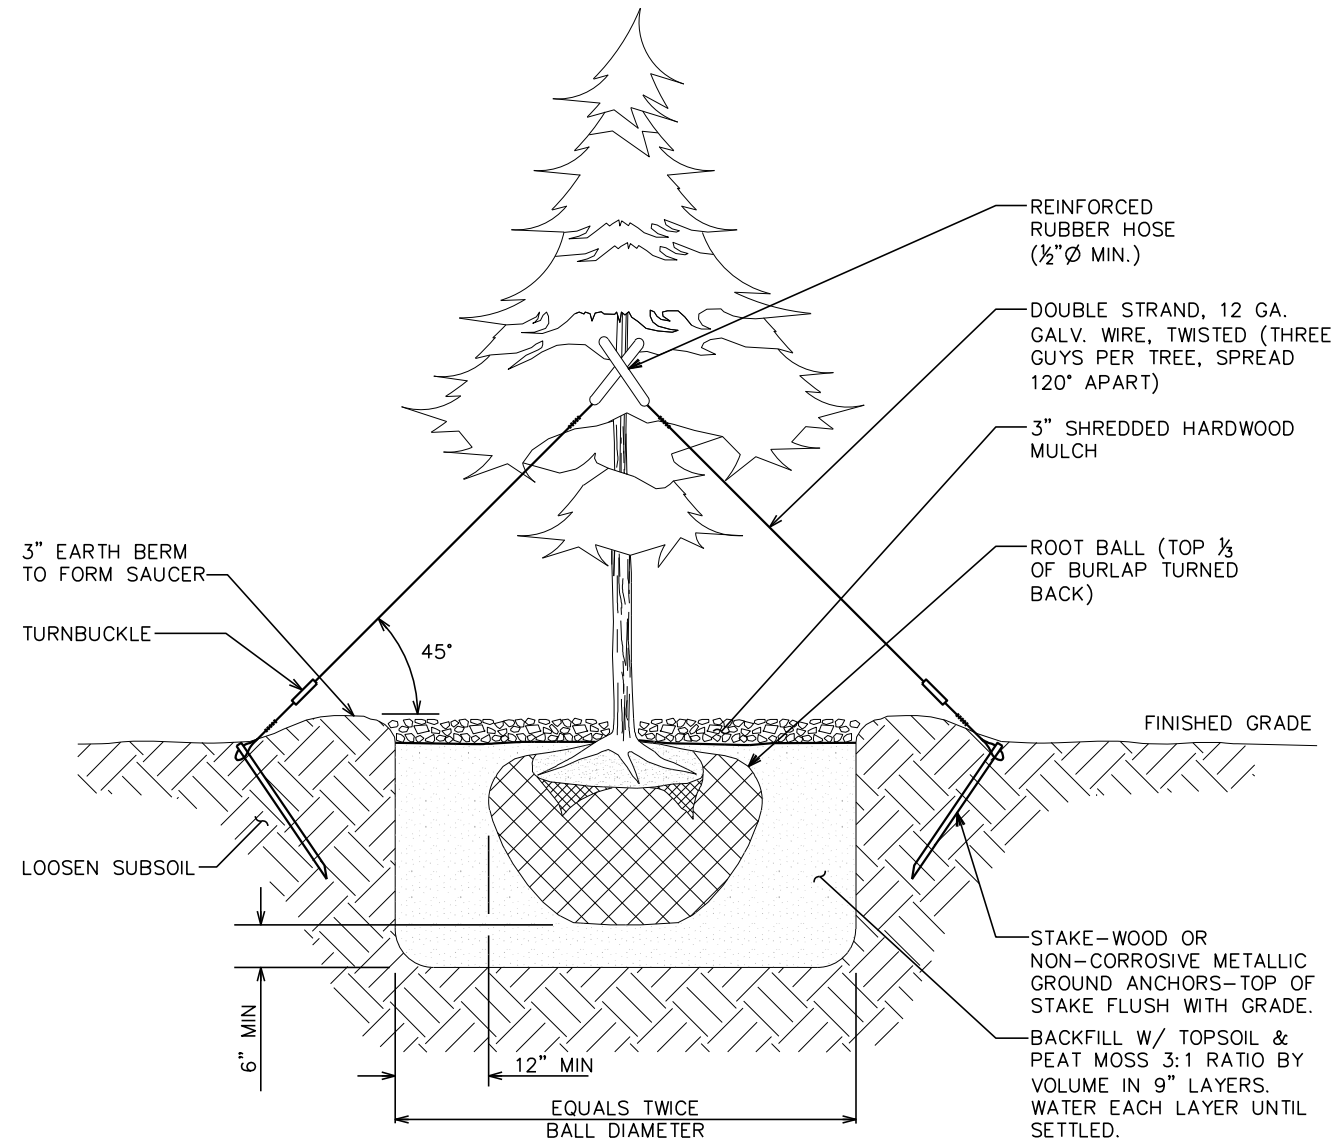 REINFORCED
RUBBER HOSE
(½"Ø MIN.)
DOUBLE STRAND, 12 GA.
GALV. WIRE, TWISTED (THREE
GUYS PER TREE, SPREAD
120° APART)
3" SHREDDED HARDWOOD
MULCH
3" EARTH BERM
TO FORM SAUCER
ROOT BALL (TOP ⅓
OF BURLAP TURNED
BACK)
TURNBUCKLE
45°
FINISHED GRADE
LOOSEN SUBSOIL
STAKE-WOOD OR
NON-CORROSIVE METALLIC
GROUND ANCHORS-TOP OF
STAKE FLUSH WITH GRADE.
6" MIN
12" MIN
BACKFILL W/ TOPSOIL &
PEAT MOSS 3:1 RATIO BY
VOLUME IN 9" LAYERS.
WATER EACH LAYER UNTIL
SETTLED.
EQUALS TWICE
BALL DIAMETER